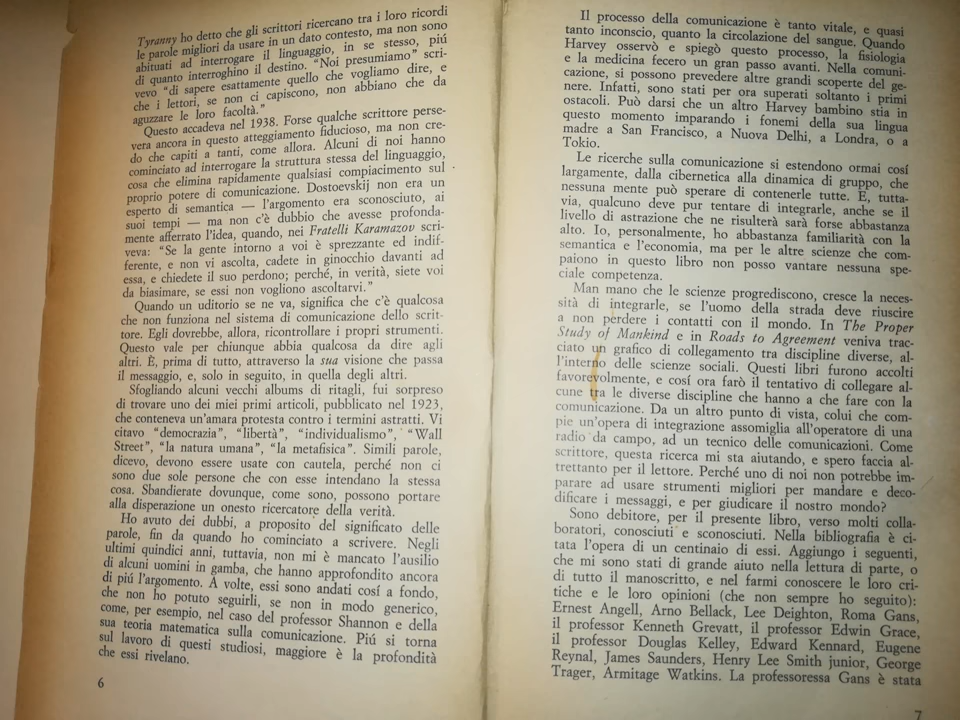 Tyranny ho detto che gli scrittori ricercano tra i loro ricordi
le parole migliori da usare in un dato contesto, ma non sono
abituati ad interrogare il linguaggio, in se stesso, piú
di quanto interroghino il destino. “Noi presumiamo” scri-
vevo “di sapere esattamente quello che vogliamo dire, e
che i lettori, se non ci capiscono, non abbiano che da
aguzzare le loro facoltà.”
Questo accadeva nel 1938. Forse qualche scrittore perse-
vera ancora in questo atteggiamento fiducioso, ma non cre-
do che capiti a tanti, come allora. Alcuni di noi hanno
cominciato ad interrogare la struttura stessa del linguaggio,
cosa che elimina rapidamente qualsiasi compiacimento sul
proprio potere di comunicazione. Dostoevskij non era un
esperto di semantica — l’argomento era sconosciuto, ai
suoi tempi — ma non c’è dubbio che avesse profonda-
mente afferrato l’idea, quando, nei Fratelli Karamazov scri-
veva: “Se la gente intorno a voi è sprezzante ed indif-
ferente, e non vi ascolta, cadete in ginocchio davanti ad
essa, e chiedete il suo perdono; perché, in verità, siete voi
da biasimare, se essi non vogliono ascoltarvi.”
Quando un uditorio se ne va, significa che c’è qualcosa
che non funziona nel sistema di comunicazione dello scrit-
tore. Egli dovrebbe, allora, ricontrollare i propri strumenti.
Questo vale per chiunque abbia qualcosa da dire agli
altri. È, prima di tutto, attraverso la sua visione che passa
il messaggio, e, solo in seguito, in quella degli altri.
Sfogliando alcuni vecchi albums di ritagli, fui sorpreso
di trovare uno dei miei primi articoli, pubblicato nel 1923,
che conteneva un’amara protesta contro i termini astratti. Vi
citavo “democrazia”, “libertà”, “individualismo”, “Wall
Street”, “la natura umana”, “la metafisica”. Simili parole,
dicevo, devono essere usate con cautela, perché non ci
sono due sole persone che con esse intendano la stessa
cosa. Sbandierate dovunque, come sono, possono portare
alla disperazione un onesto ricercatore della verità.
Ho avuto dei dubbi, a proposito del significato delle
parole, fin da quando ho cominciato a scrivere. Negli
ultimi quindici anni, tuttavia, non mi è mancato l’ausilio
di alcuni uomini in gamba, che hanno approfondito ancora
di piú l’argomento. A volte, essi sono andati cosí a fondo,
che non ho potuto seguirli, se non in modo generico,
come, per esempio, nel caso del professor Shannon e della
sua teoria matematica sulla comunicazione. Piú si torna
sul lavoro di questi studiosi, maggiore è la profondità
che essi rivelano.
6
Il processo della comunicazione è tanto vitale, e quasi
tanto inconscio, quanto la circolazione del sangue. Quando
Harvey osservò e spiegò questo processo, la fisiologia
e la medicina fecero un gran passo avanti. Nella comuni-
cazione, si possono prevedere altre grandi scoperte del ge-
nere. Infatti, sono stati per ora superati soltanto i primi
ostacoli. Può darsi che un altro Harvey bambino stia in
questo momento imparando i fonemi della sua lingua
madre a San Francisco, a Nuova Delhi, a Londra, o a
Tokio.
Le ricerche sulla comunicazione si estendono ormai cosí
largamente, dalla cibernetica alla dinamica di gruppo, che
nessuna mente può sperare di contenerle tutte. E, tutta-
via, qualcuno deve pur tentare di integrarle, anche se il
livello di astrazione che ne risulterà sarà forse abbastanza
alto. Io, personalmente, ho abbastanza familiarità con la
semantica e l’economia, ma per le altre scienze che com-
paiono in questo libro non posso vantare nessuna spe-
ciale competenza.
Man mano che le scienze progrediscono, cresce la neces-
sità di integrarle, se l’uomo della strada deve riuscire
a non perdere i contatti con il mondo. In The Proper
Study of Mankind e in Roads to Agreement veniva trac-
ciato un grafico di collegamento tra discipline diverse, al-
l’interno delle scienze sociali. Questi libri furono accolti
favorevolmente, e cosí ora farò il tentativo di collegare al-
cune tra le diverse discipline che hanno a che fare con la
comunicazione. Da un altro punto di vista, colui che com-
pie un’opera di integrazione assomiglia all’operatore di una
radio da campo, ad un tecnico delle comunicazioni. Come
scrittore, questa ricerca mi sta aiutando, e spero faccia al-
trettanto per il lettore. Perché uno di noi non potrebbe im-
parare ad usare strumenti migliori per mandare e deco-
dificare i messaggi, e per giudicare il nostro mondo?
Sono debitore, per il presente libro, verso molti colla-
boratori, conosciuti e sconosciuti. Nella bibliografia è ci-
tata l’opera di un centinaio di essi. Aggiungo i seguenti,
che mi sono stati di grande aiuto nella lettura di parte, o
di tutto il manoscritto, e nel farmi conoscere le loro cri-
tiche e le loro opinioni (che non sempre ho seguito):
Ernest Angell, Arno Bellack, Lee Deighton, Roma Gans,
il professor Kenneth Grevatt, il professor Edwin Grace,
il professor Douglas Kelley, Edward Kennard, Eugene
Reynal, James Saunders, Henry Lee Smith junior, George
Trager, Armitage Watkins. La professoressa Gans è stata
7